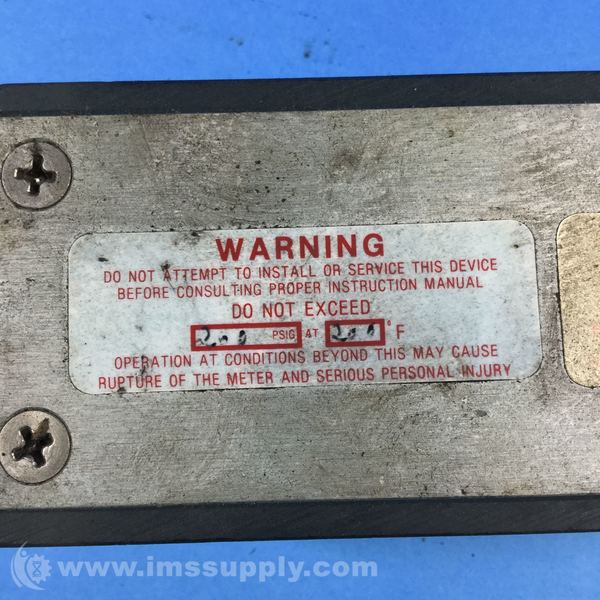 WARNING
DO NOT ATTEMPT TO INSTALL OR SERVICE THIS DEVICE
BEFORE CONSULTING PROPER INSTRUCTION MANUAL
DO NOT EXCEED
200 PSIG AT 200 °F
OPERATION AT CONDITIONS BEYOND THIS MAY CAUSE
RUPTURE OF THE METER AND SERIOUS PERSONAL INJURY
www.imssupply.com